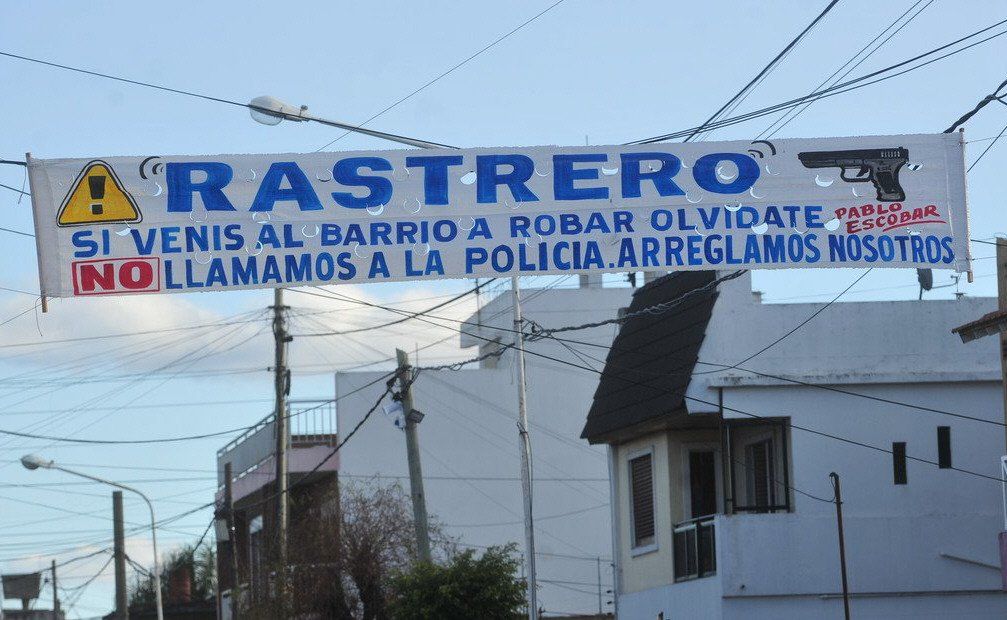 RASTRERO
SI VENIS AL BARRIO A ROBAR OLVIDATE
NO LLAMAMOS A LA POLICIA.ARREGLAMOS NOSOTROS
PABLO
ESCOBAR